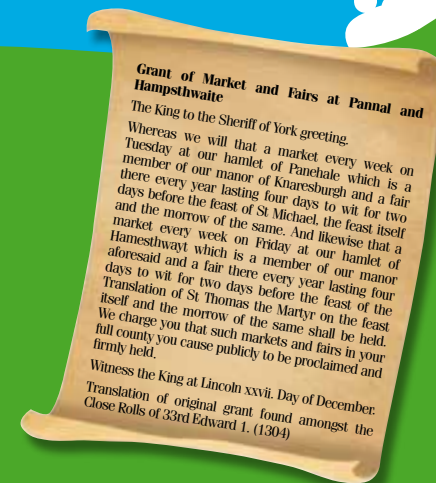 Grant of Market and Fairs at Pannal and
Hampsthwaite
The King to the Sheriff of York greeting.
Whereas we will that a market every week on
Tuesday at our hamlet of Panehale which is a
member of our manor of Knaresburgh and a fair
there every year lasting four days to wit for two
days before the feast of St Michael, the feast itself
and the morrow of the same. And likewise that a
market every week on Friday at our hamlet of
Hamesthwayt which is a member of our manor
aforesaid and a fair there every year lasting four
days to wit for two days before the feast of the
Translation of St Thomas the Martyr on the feast
itself and the morrow of the same shall be held.
We charge you that such markets and fairs in your
full county you cause publicly to be proclaimed and
firmly held.
Witness the King at Lincoln xxvii. Day of December.
Translation of original grant found amongst the
Close Rolls of 33rd Edward 1. (1304)